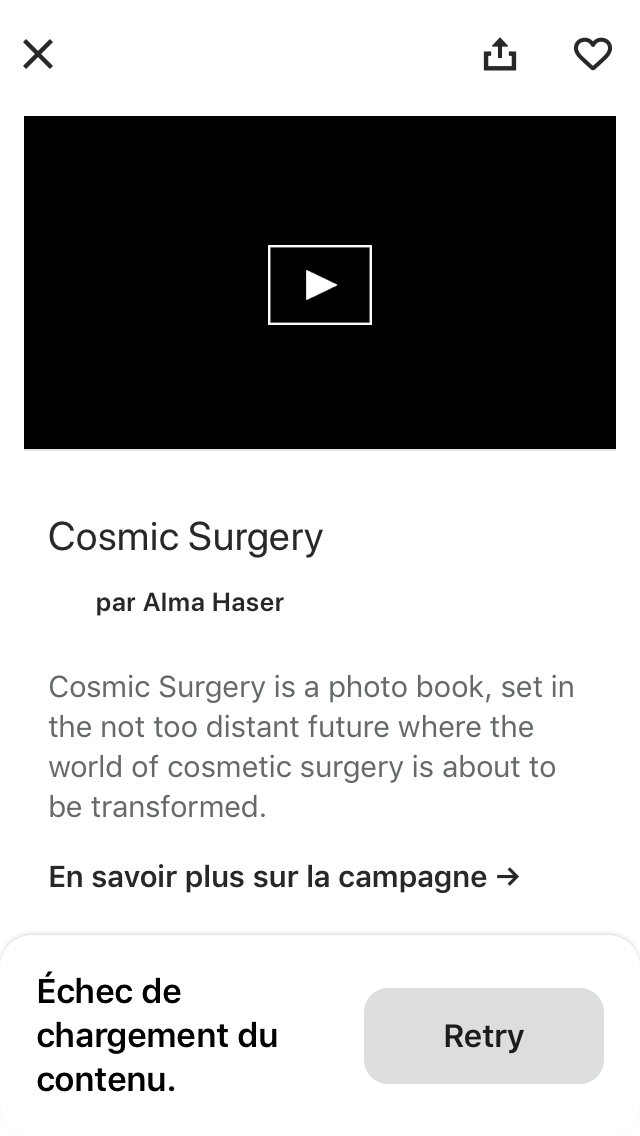 Cosmic Surgery
par Alma Haser
Cosmic Surgery is a photo book, set in
the not too distant future where the
world of cosmetic surgery is about to
be transformed.
En savoir plus sur la campagne →
Échec de
chargement du
contenu.
Retry